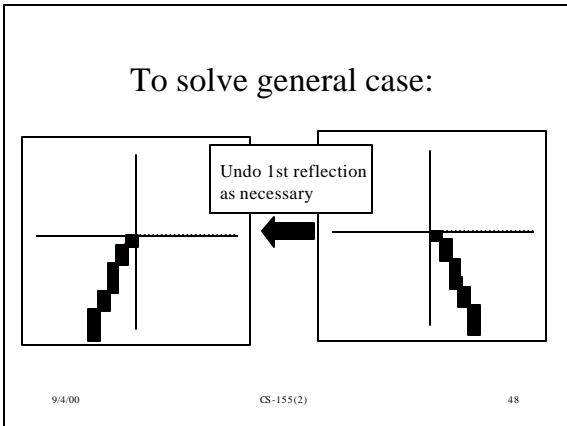 To solve general case:
Undo 1st reflection
as necessary
9/4/00
CS-155(2)
48